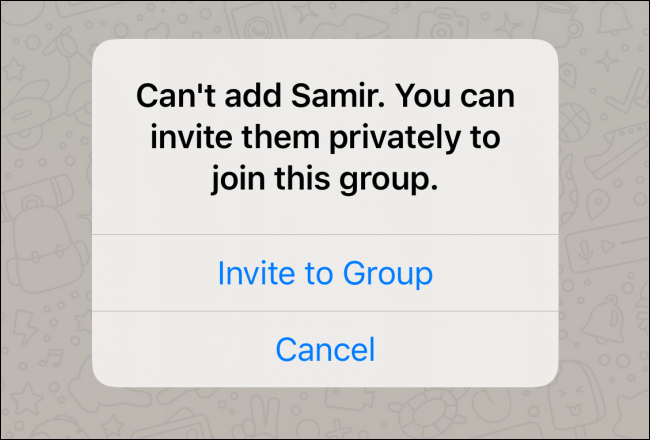 Can't add Samir. You can
invite them privately to
join this group.
Invite to Group
Cancel